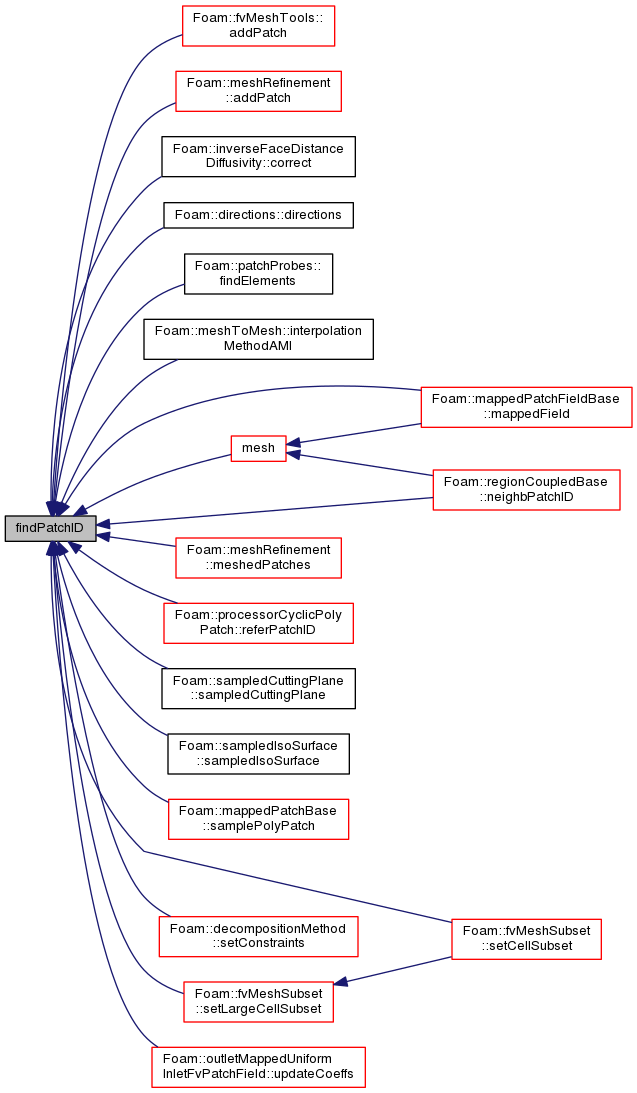 Foam::fvMeshTools::
addPatch
Foam::meshRefinement
::addPatch
Foam::inverseFaceDistance
Diffusivity::correct
Foam::directions::directions
Foam::patchProbes::
findElements
Foam::meshToMesh::interpolation
MethodAMI
Foam::mappedPatchFieldBase
::mappedField
mesh
Foam::regionCoupledBase
::neighbPatchID
findPatchID
Foam::meshRefinement
::meshedPatches
Foam::processorCyclicPoly
Patch::referPatchID
Foam::sampledCuttingPlane
::sampledCuttingPlane
Foam::sampledIsoSurface
::sampledIsoSurface
Foam::mappedPatchBase
::samplePolyPatch
Foam::decompositionMethod
::setConstraints
Foam::fvMeshSubset
::setCellSubset
Foam::fvMeshSubset
::setLargeCellSubset
Foam::outletMappedUniform
InletFvPatchField::updateCoeffs